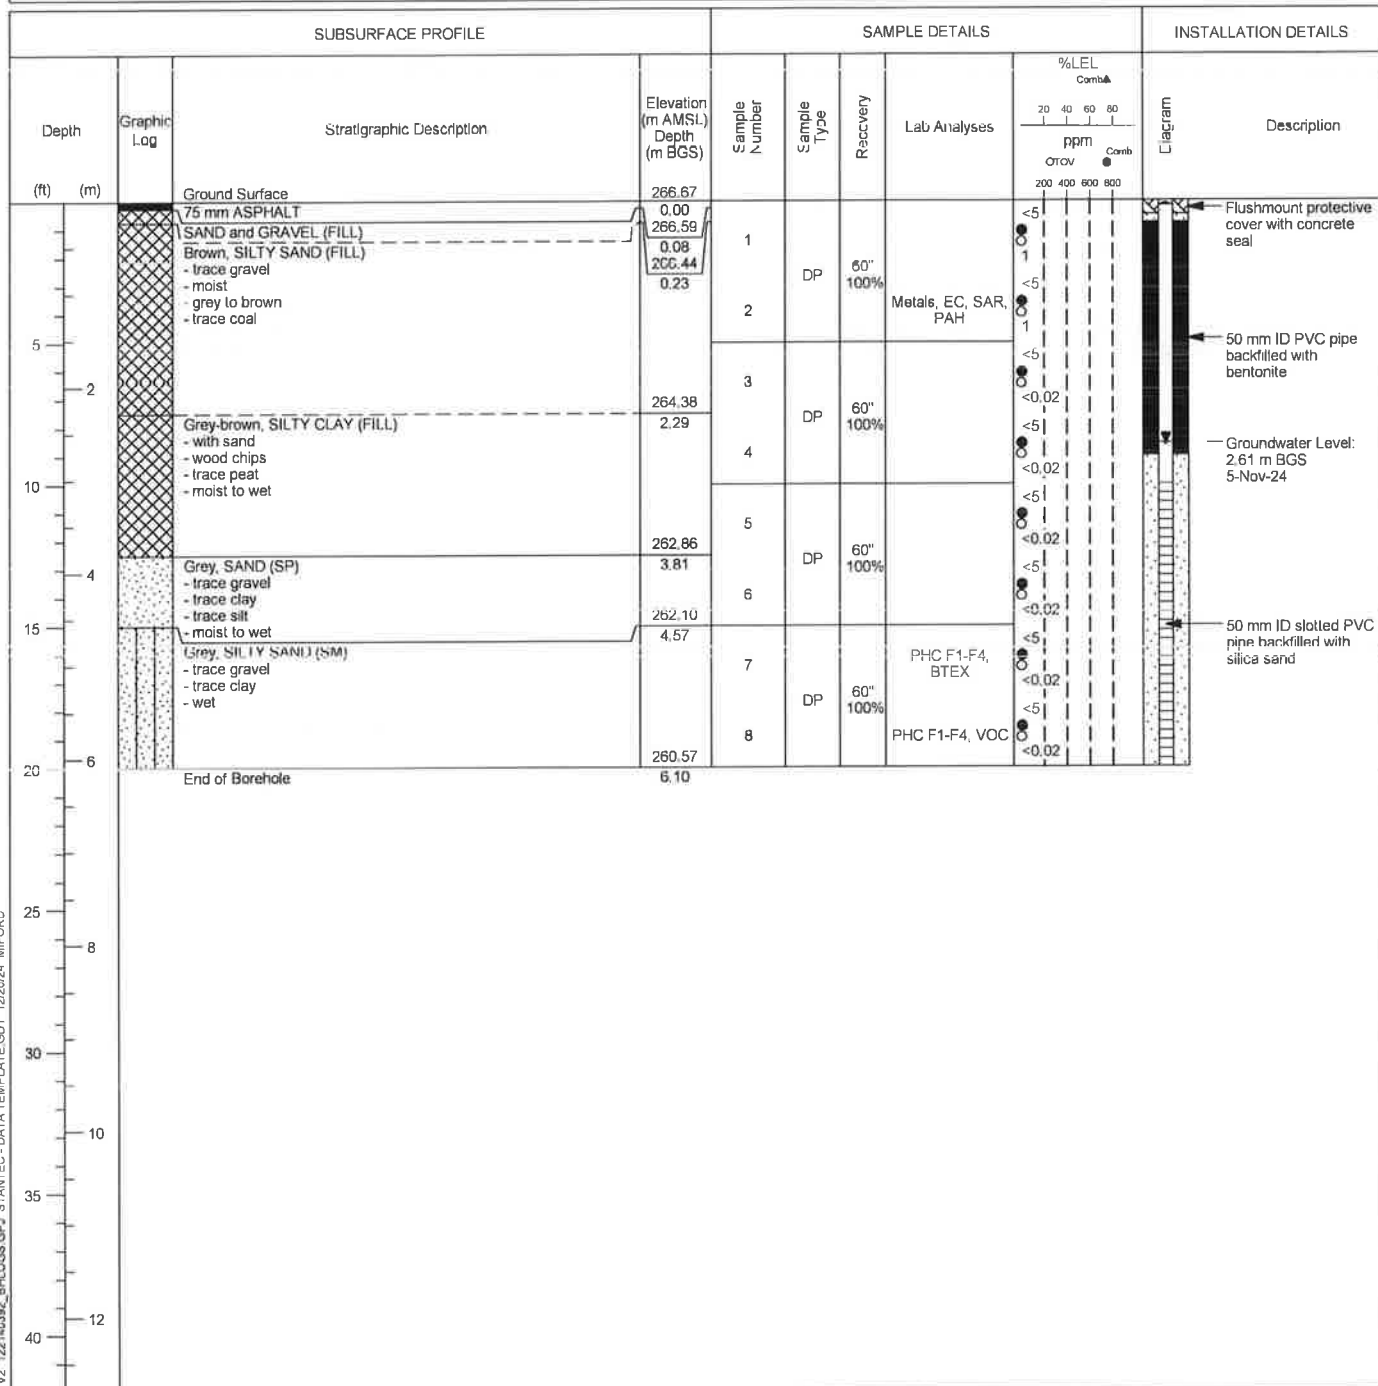 SUBSURFACE PROFILE
SAMPLE DETAILS
INSTALLATION DETAILS
Depth
(ft) (m)
Graphic
Log
Stratigraphic Description
Elevation
(m AMSL)
Depth
(m BGS)
Sample
Number
Sample
Type
Recovery
Lab Analyses
%LEL
Comb▲
20 40 60 80
ppm
OTOV
Comb
200 400 600 800
Diagram
Description
Ground Surface
266.67
75 mm ASPHALT
0.00
266.59
SAND and GRAVEL (FILL)
0.08
266.44
Brown, SILTY SAND (FILL)
0.23
- trace gravel
- moist
- grey to brown
- trace coal
264.38
Grey-brown, SILTY CLAY (FILL)
2.29
- with sand
- wood chips
- trace peat
- moist to wet
262.86
Grey, SAND (SP)
3.81
- trace gravel
- trace clay
- trace silt
- moist to wet
262.10
4.57
Grey, SILTY SAND (SM)
- trace gravel
- trace clay
- wet
260.57
End of Borehole
6.10
5
10
15
20
25
30
35
40
2
4
6
8
10
12
1
2
3
4
5
6
7
8
DP
60"
100%
DP
60"
100%
DP
60"
100%
DP
60"
100%
Metals, EC, SAR,
PAH
PHC F1-F4,
BTEX
PHC F1-F4, VOC
<5
1
<5
1
<5
<0.02
<5
<0.02
<5
<0.02
<5
<0.02
<5
<0.02
<5
<0.02
Flushmount protective
cover with concrete
seal
50 mm ID PVC pipe
backfilled with
bentonite
Groundwater Level:
2.61 m BGS
5-Nov-24
50 mm ID slotted PVC
pipe backfilled with
silica sand
STANTEC - DATA TEMPLATE.GDT 12/20/24